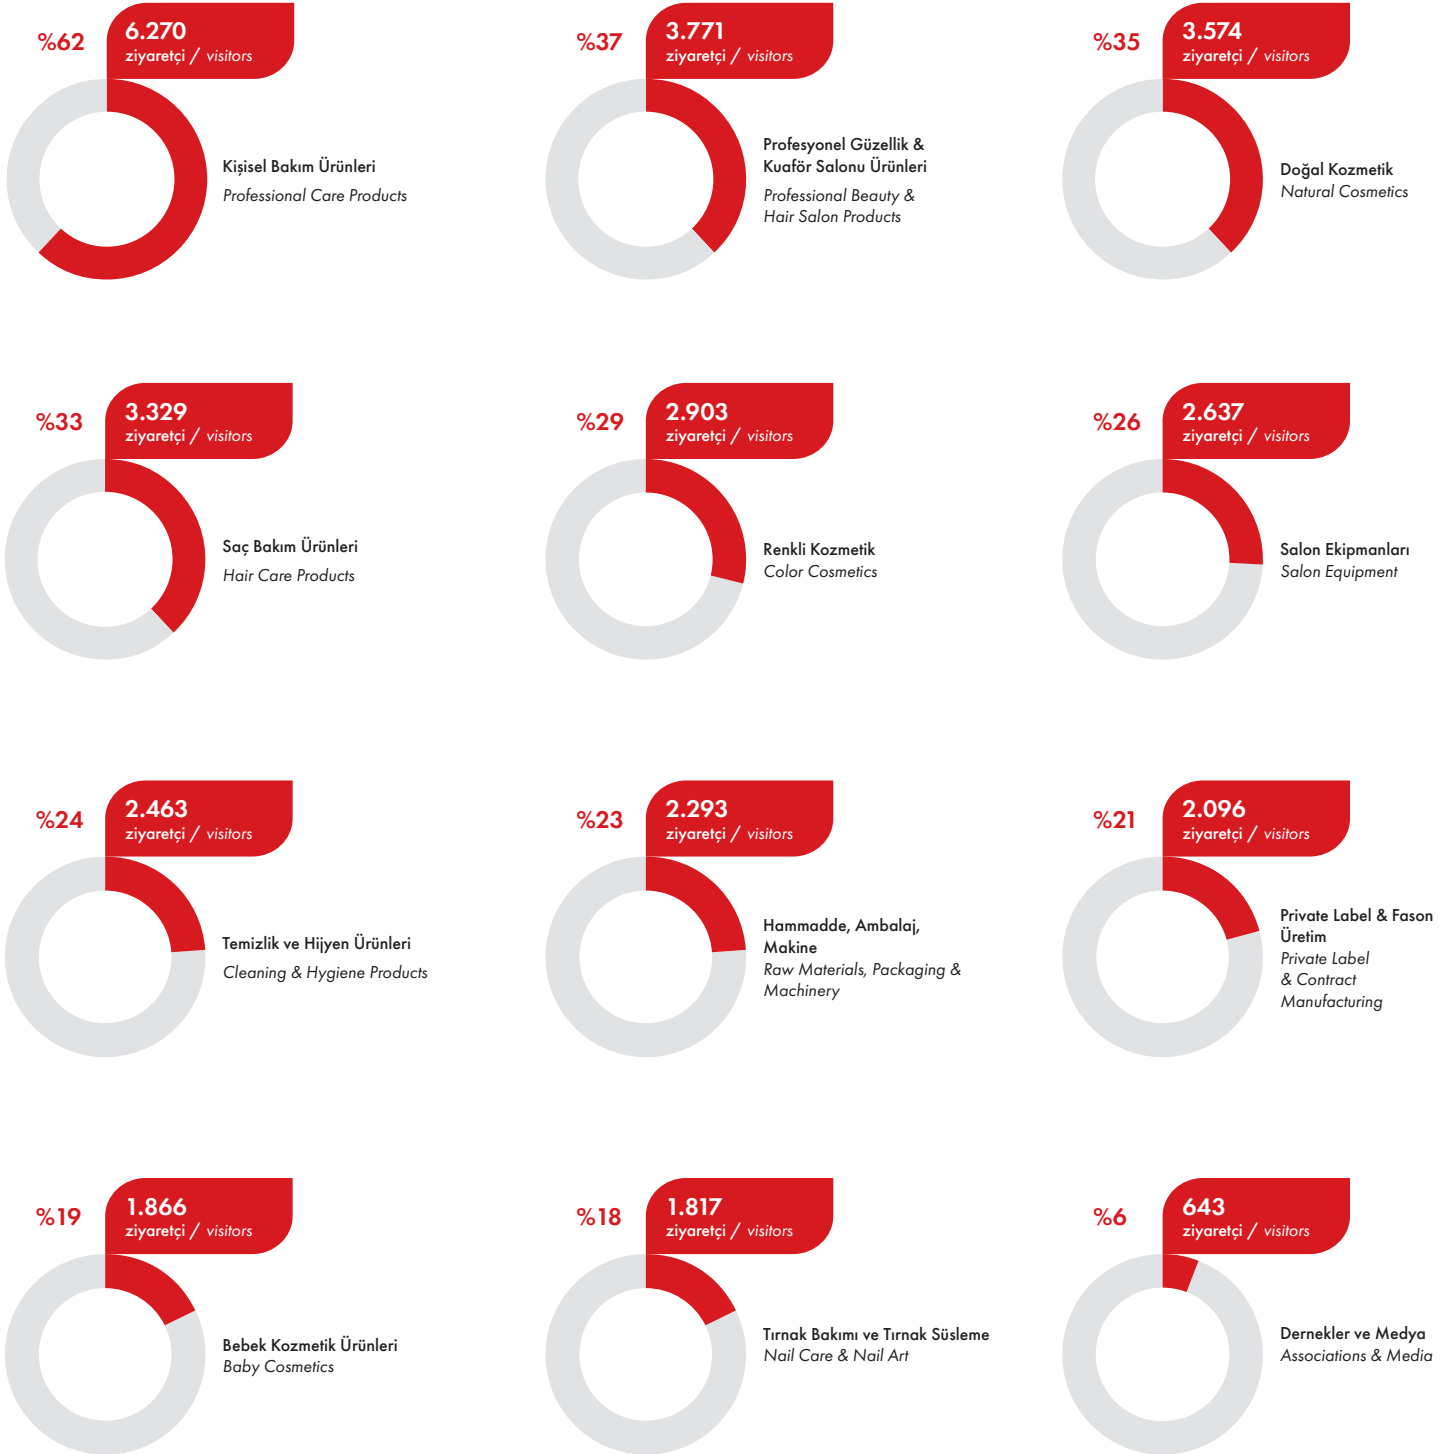 %62
6.270
ziyaretçi / visitors
Kişisel Bakım Ürünleri
Professional Care Products
%37
3.771
ziyaretçi / visitors
Profesyonel Güzellik &
Kuaför Salonu Ürünleri
Professional Beauty &
Hair Salon Products
%35
3.574
ziyaretçi / visitors
Doğal Kozmetik
Natural Cosmetics
%33
3.329
ziyaretçi / visitors
Saç Bakım Ürünleri
Hair Care Products
%29
2.903
ziyaretçi / visitors
Renkli Kozmetik
Color Cosmetics
%26
2.637
ziyaretçi / visitors
Salon Ekipmanları
Salon Equipment
%24
2.463
ziyaretçi / visitors
Temizlik ve Hijyen Ürünleri
Cleaning & Hygiene Products
%23
2.293
ziyaretçi / visitors
Hammadde, Ambalaj,
Makine
Raw Materials, Packaging &
Machinery
%21
2.096
ziyaretçi / visitors
Private Label & Fason
Üretim
Private Label
& Contract
Manufacturing
%19
1.866
ziyaretçi / visitors
Bebek Kozmetik Ürünleri
Baby Cosmetics
%18
1.817
ziyaretçi / visitors
Tırnak Bakımı ve Tırnak Süsleme
Nail Care & Nail Art
%6
643
ziyaretçi / visitors
Dernekler ve Medya
Associations & Media